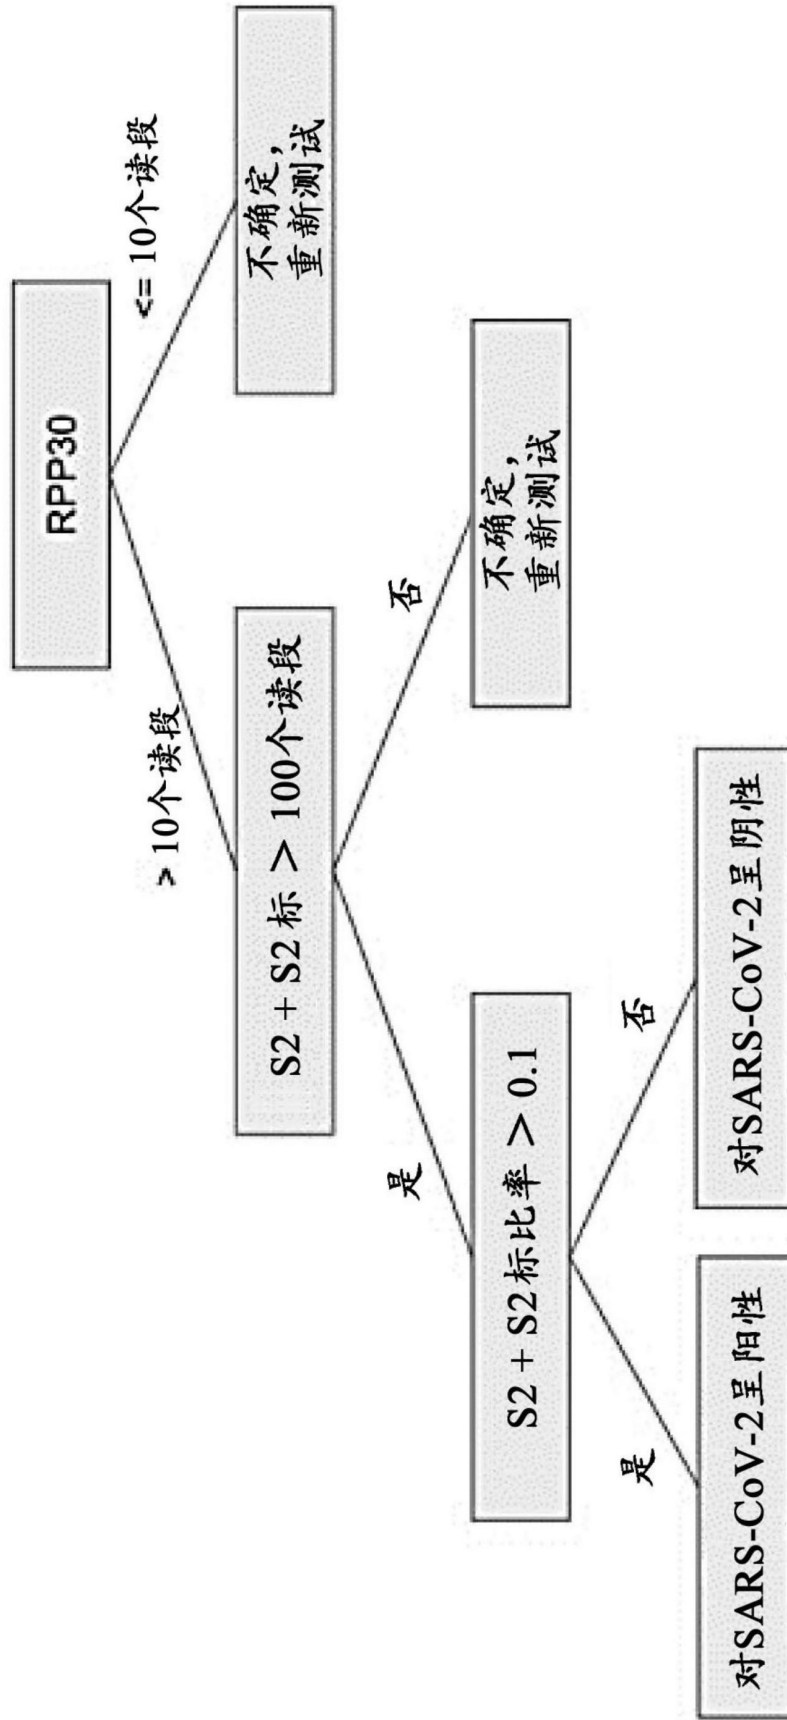 RPP30
> 10个读段
<= 10个读段
S2 + S2 标 > 100个读段
不确定，
重新测试
是
否
S2 + S2标比率 > 0.1
不确定，
重新测试
是
否
对SARS-CoV-2呈阳性
对SARS-CoV-2呈阴性